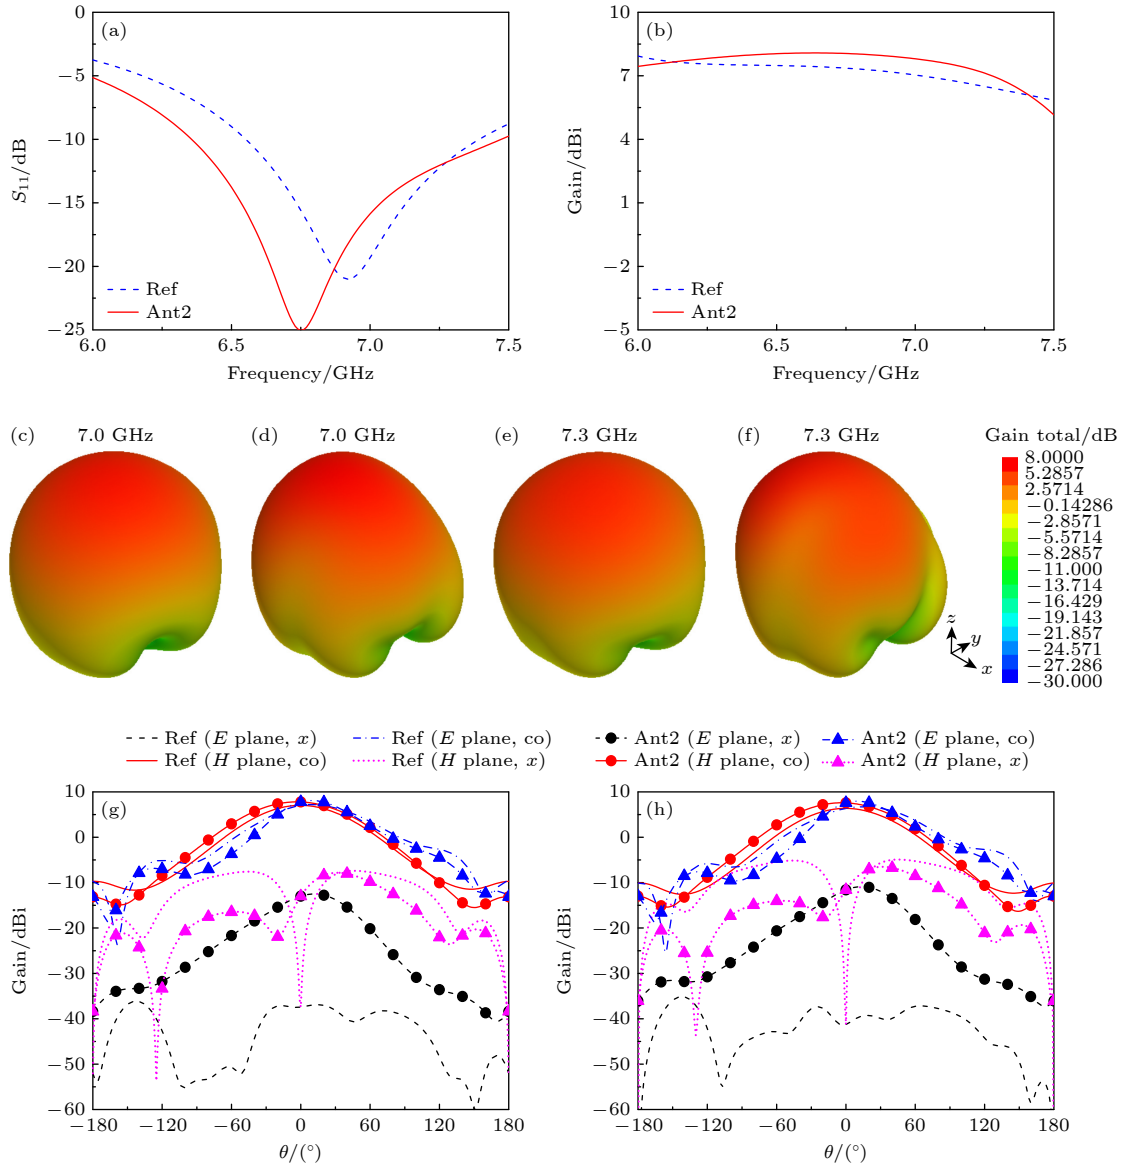 (a)
0
−5
−10
−15
−20
−25
S11/dB
Ref
Ant2
6.0
6.5
7.0
7.5
Frequency/GHz
(b)
10
7
4
1
−2
−5
Gain/dBi
Ref
Ant2
6.0
6.5
7.0
7.5
Frequency/GHz
(c) 7.0 GHz
(d) 7.0 GHz
(e) 7.3 GHz
(f) 7.3 GHz
Gain total/dB
8.0000
5.2857
2.5714
−0.14286
−2.8571
−5.5714
−8.2857
−11.000
−13.714
−16.429
−19.143
−21.857
−24.571
−27.286
−30.000
z
y
x
Ref (E plane, x)
Ref (E plane, co)
Ref (H plane, co)
Ref (H plane, x)
Ant2 (E plane, x)
Ant2 (E plane, co)
Ant2 (H plane, co)
Ant2 (H plane, x)
(g)
10
0
−10
−20
−30
−40
−50
−60
Gain/dBi
−180
−120
−60
0
60
120
180
θ/(°)
(h)
10
0
−10
−20
−30
−40
−50
−60
Gain/dBi
−180
−120
−60
0
60
120
180
θ/(°)